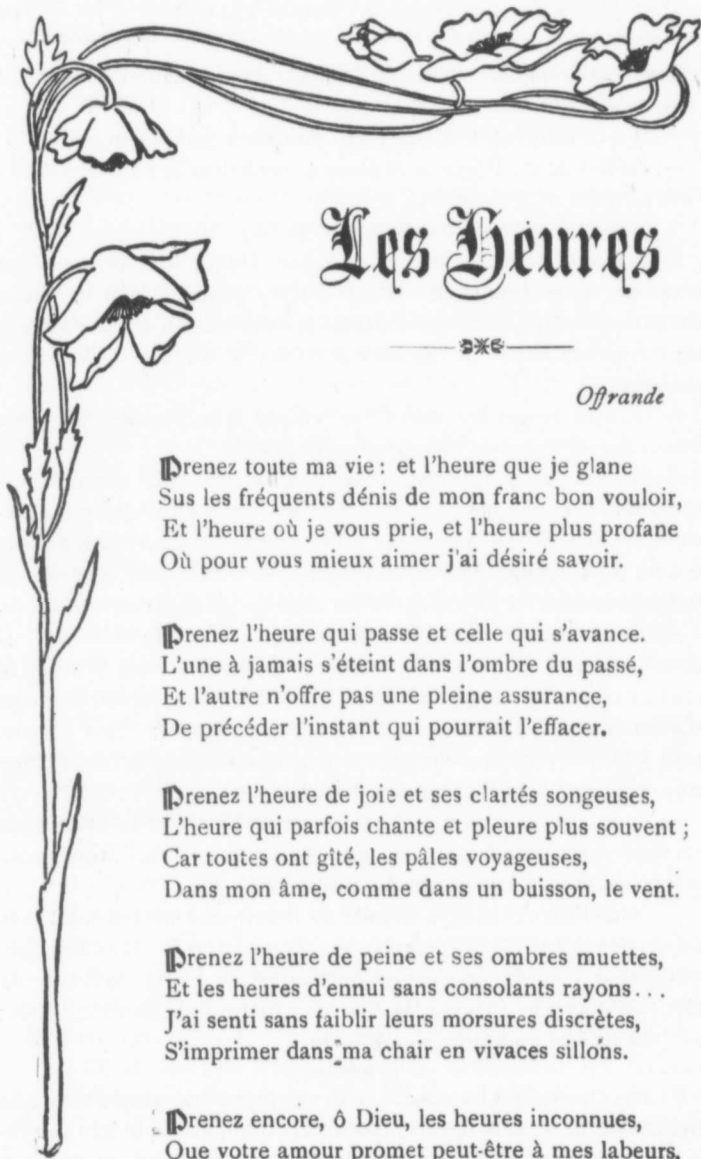 Les Heures
Offrande
Prenez toute ma vie : et l'heure que je glane
Sus les fréquents dénis de mon franc bon vouloir,
Et l'heure où je vous prie, et l'heure plus profane
Où pour vous mieux aimer j'ai désiré savoir.
Prenez l'heure qui passe et celle qui s'avance.
L'une à jamais s'éteint dans l'ombre du passé,
Et l'autre n'offre pas une pleine assurance,
De précéder l'instant qui pourrait l'effacer.
Prenez l'heure de joie et ses clartés songeuses,
L'heure qui parfois chante et pleure plus souvent ;
Car toutes ont gîté, les pâles voyageuses,
Dans mon âme, comme dans un buisson, le vent.
Prenez l'heure de peine et ses ombres muettes,
Et les heures d'ennui sans consolants rayons...
J'ai senti sans faiblir leurs morsures discrètes,
S'imprimer dans ma chair en vivaces sillons.
Prenez encore, ô Dieu, les heures inconnues,
Que votre amour promet peut-être à mes labeurs,